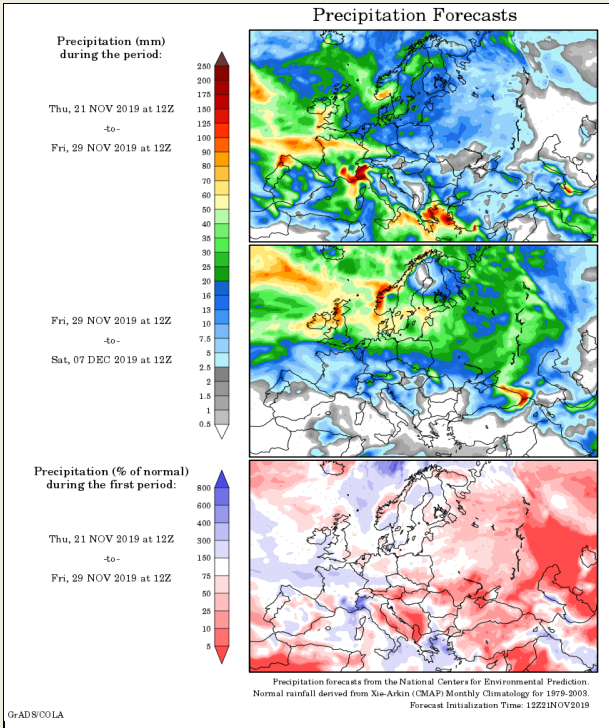 Precipitation Forecasts
Precipitation (mm)
during the period:
Thu, 21 NOV 2019 at 12Z
-to-
Fri, 29 NOV 2019 at 12Z
250
200
175
150
125
100
90
80
70
60
50
40
35
30
25
20
16
13
10
7.5
5
2.5
2
1.5
1
0.5
Fri, 29 NOV 2019 at 12Z
-to-
Sat, 07 DEC 2019 at 12Z
Precipitation (% of normal)
during the first period:
Thu, 21 NOV 2019 at 12Z
-to-
Fri, 29 NOV 2019 at 12Z
800
600
400
300
150
75
50
25
10
5
Precipitation forecasts from the National Centers for Environmental Prediction.
Normal rainfall derived from Xie-Arkin (CMAP) Monthly Climatology for 1979-2003.
Forecast Initialization Time: 12Z21NOV2019
GrADS/COLA